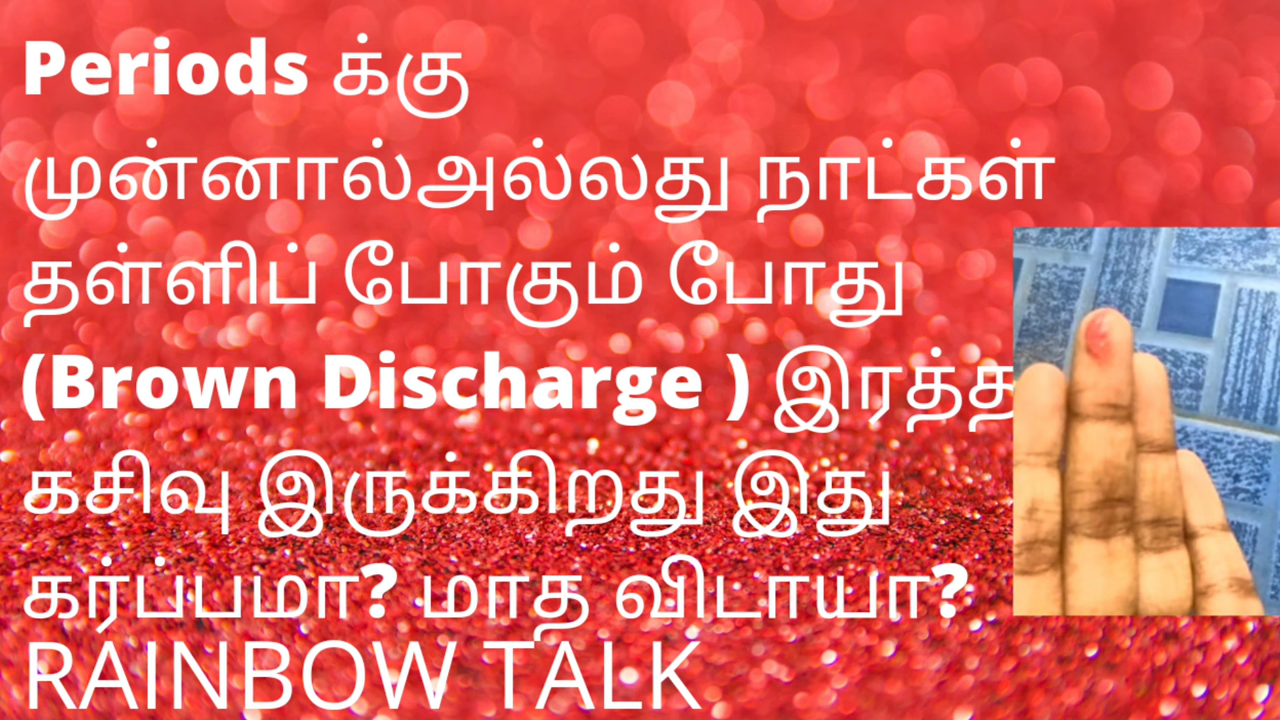 Periods க்கு
முன்னால்அல்லது நாட்கள்
தள்ளிப் போகும் போது
(Brown Discharge ) இரத்த
கசிவு இருக்கிறது இது
கர்ப்பமா? மாத விடாயா?
RAINBOW TALK